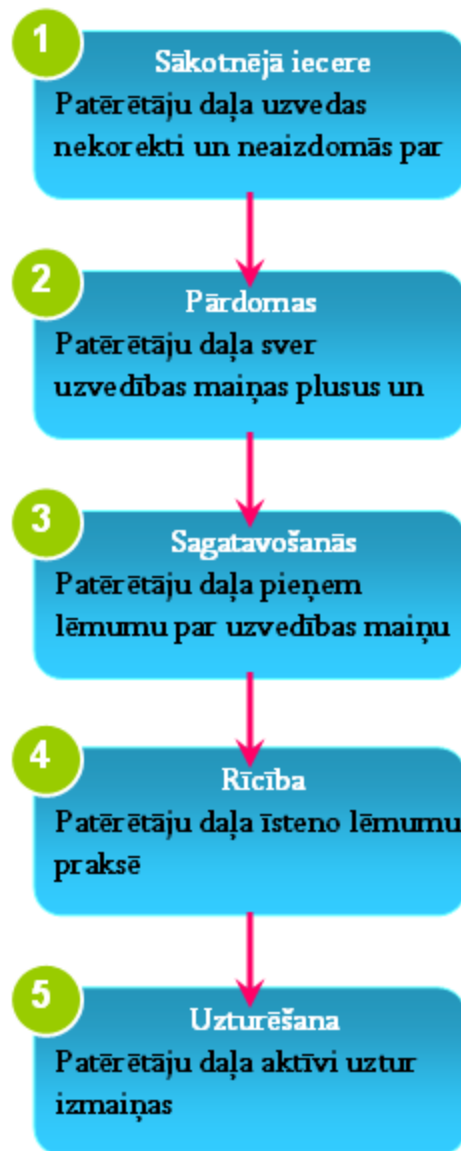 1
Sākotnējā iecere
Patērētāju daļa uzvedas
nekorekti un neaizdomās par
2
Pārdomas
Patērētāju daļa sver
uzvedības maiņas plusus un
3
Sagatavošanās
Patērētāju daļa pieņem
lēmumu par uzvedības maiņu
4
Rīcība
Patērētāju daļa īsteno lēmumu
praksē
5
Uzturēšana
Patērētāju daļa aktīvi uztur
izmaiņas